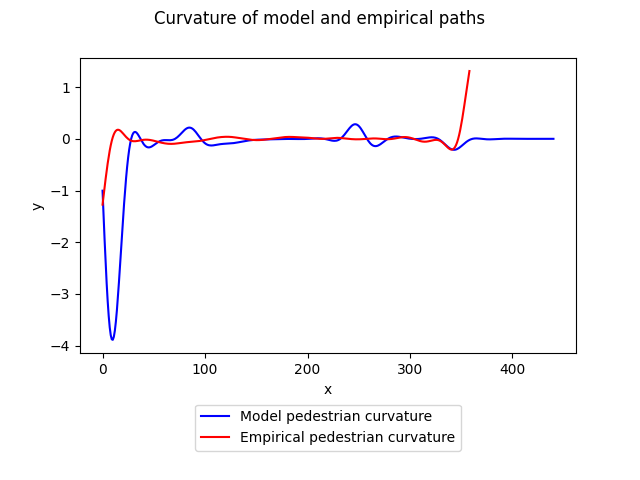 Curvature of model and empirical paths
1
0
−1
−2
−3
−4
y
0 100 200 300 400
x
Model pedestrian curvature
Empirical pedestrian curvature